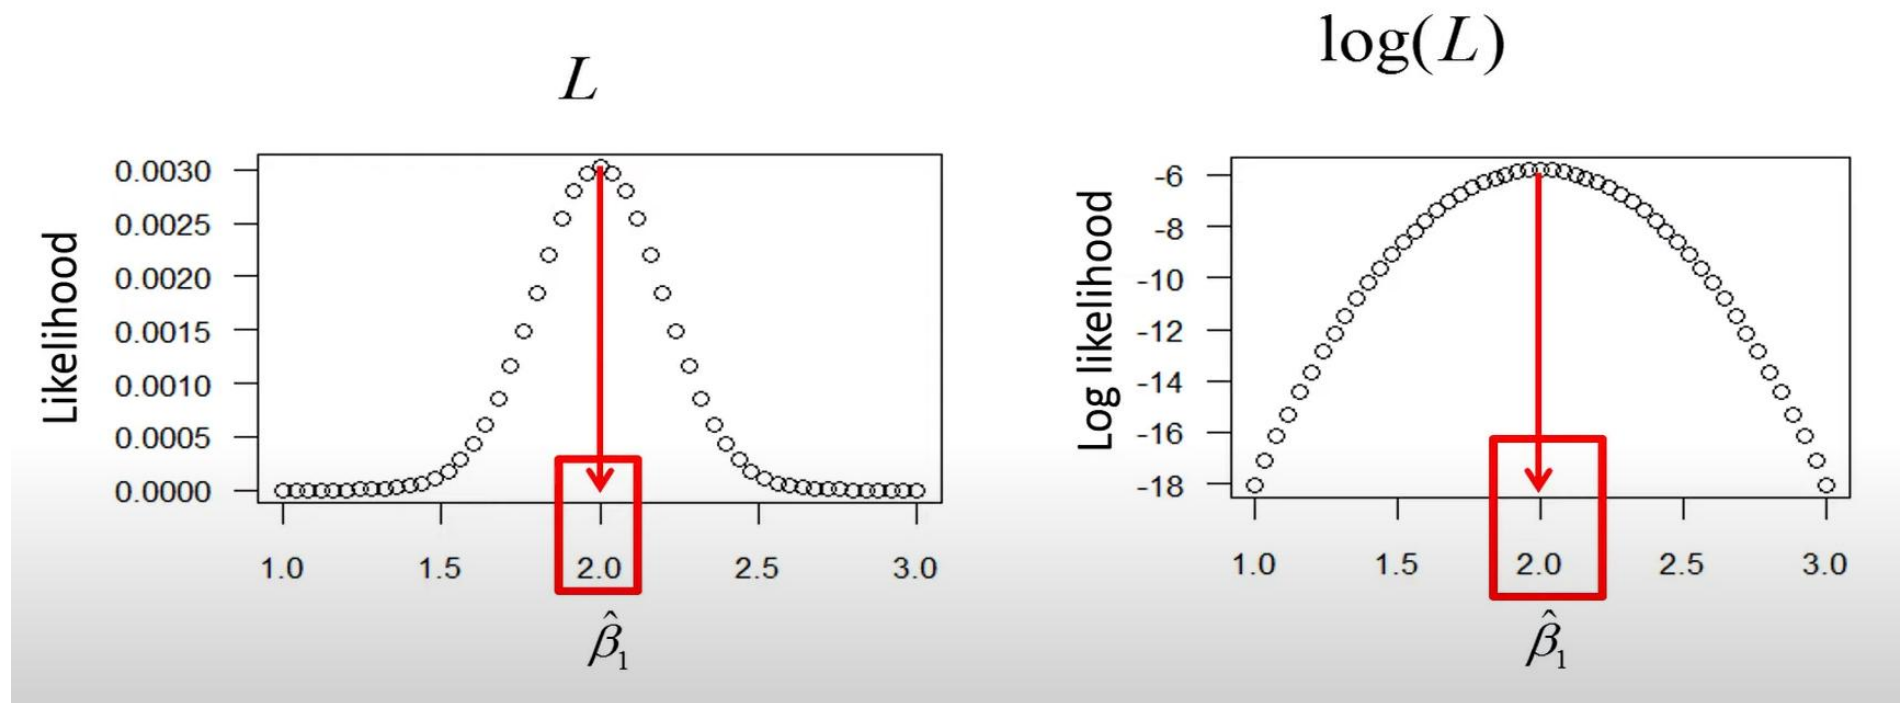 L
Likelihood
0.0030
0.0025
0.0020
0.0015
0.0010
0.0005
0.0000
1.0 1.5 2.0 2.5 3.0
β̂₁
log(L)
Log likelihood
-6
-8
-10
-12
-14
-16
-18
1.0 1.5 2.0 2.5 3.0
β̂₁